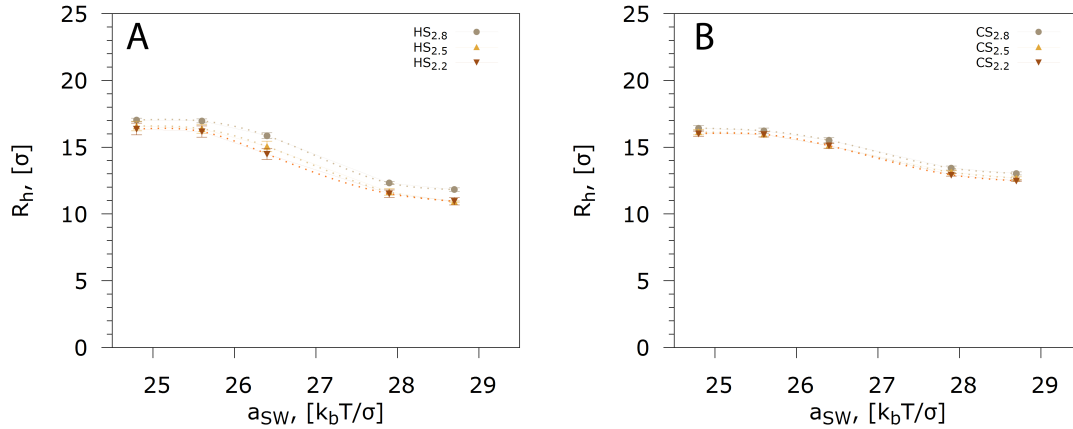 A
HS2.8
HS2.5
HS2.2
25
20
15
10
5
0
Rh, [σ]
25 26 27 28 29
aSW, [kbT/σ]
B
CS2.8
CS2.5
CS2.2
25
20
15
10
5
0
Rh, [σ]
25 26 27 28 29
aSW, [kbT/σ]